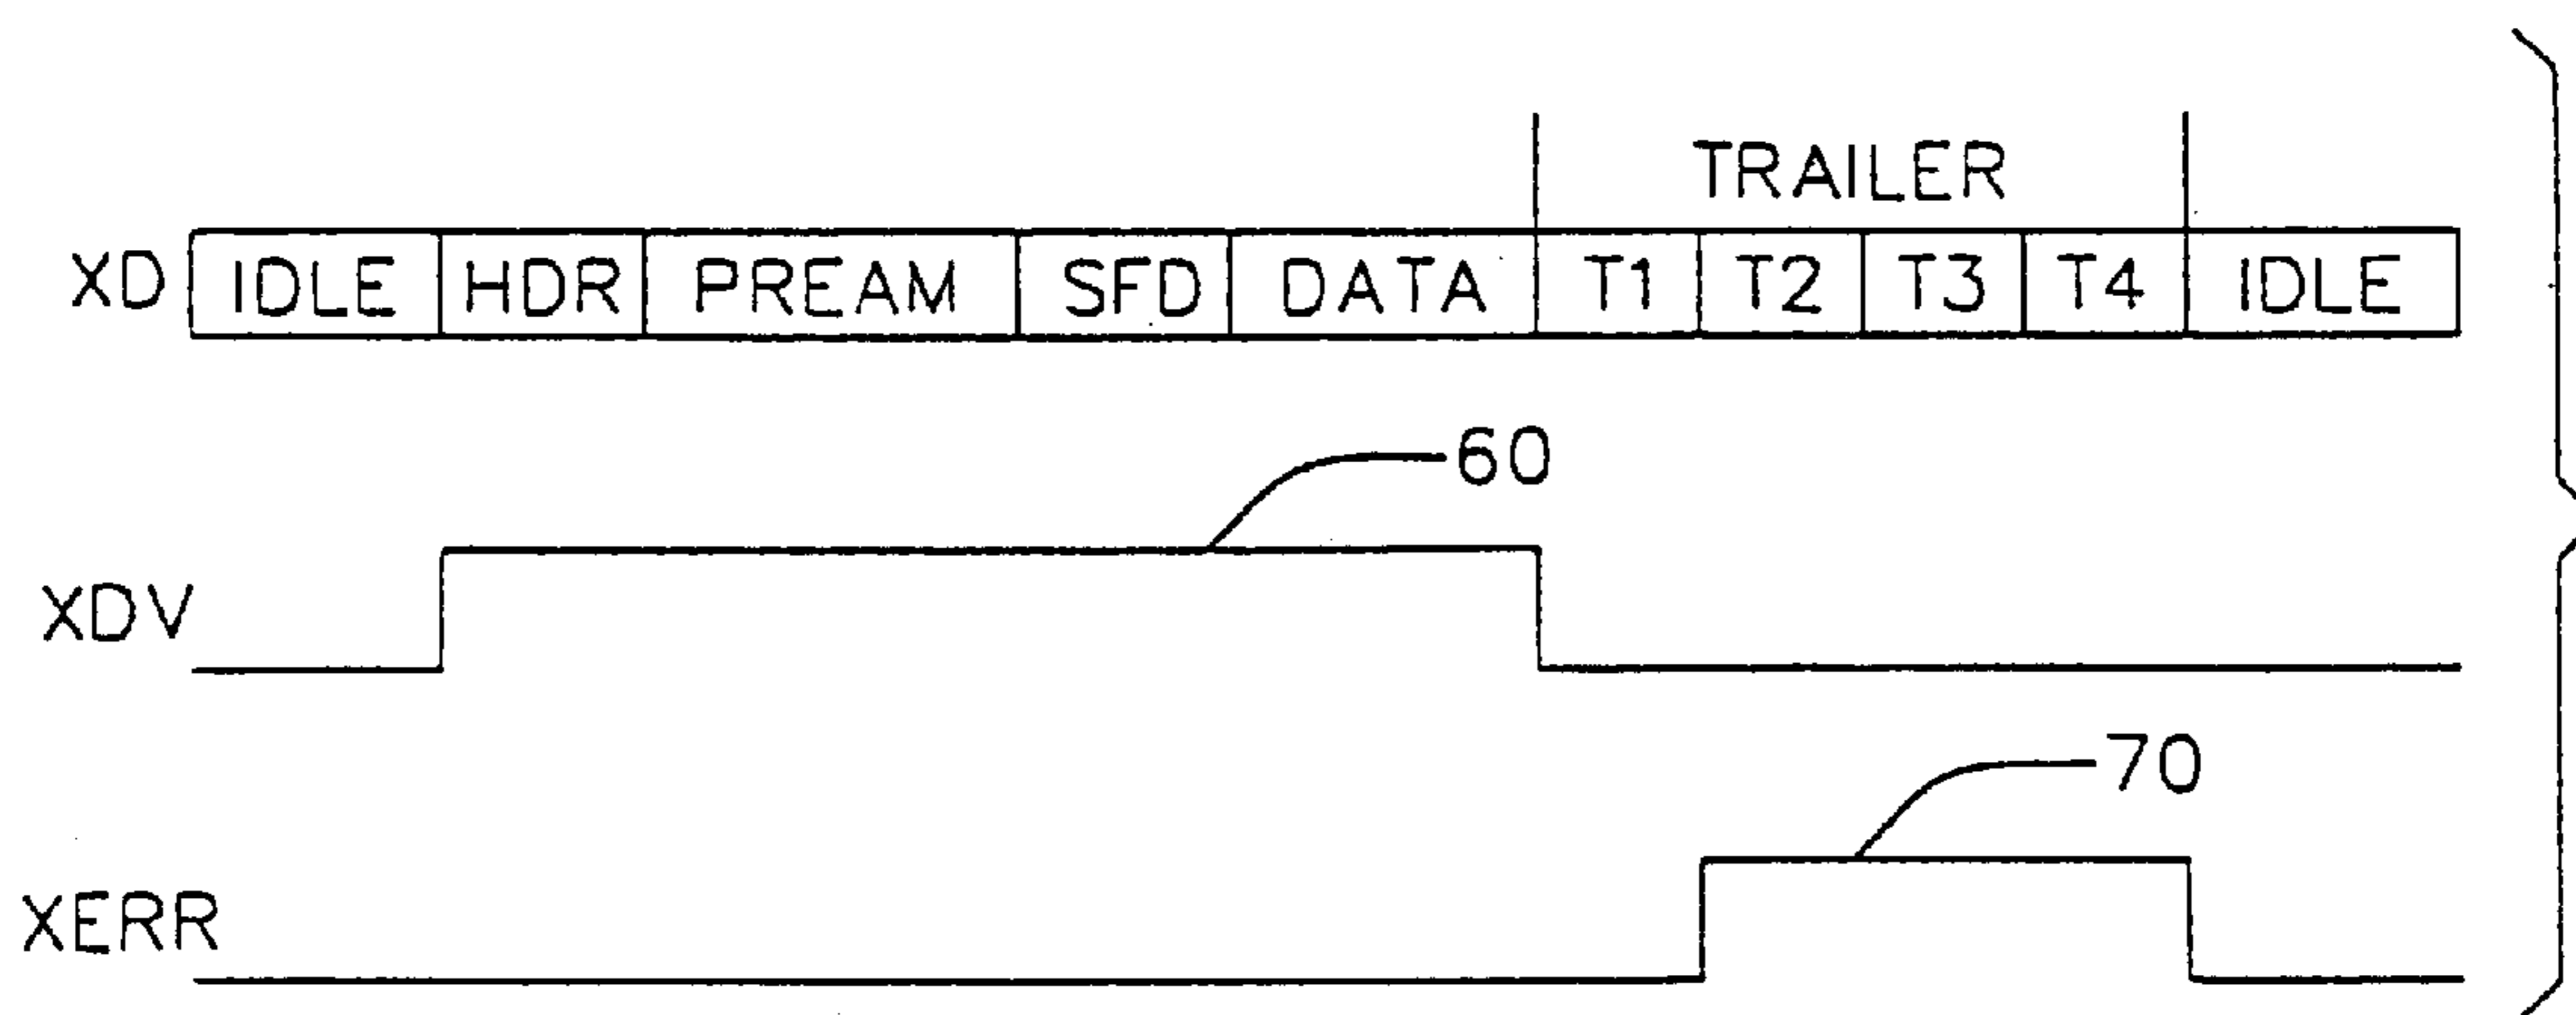 TRAILER
XD IDLE HDR PREAM SFD DATA T1 T2 T3 T4 IDLE
60
XDV
70
XERR